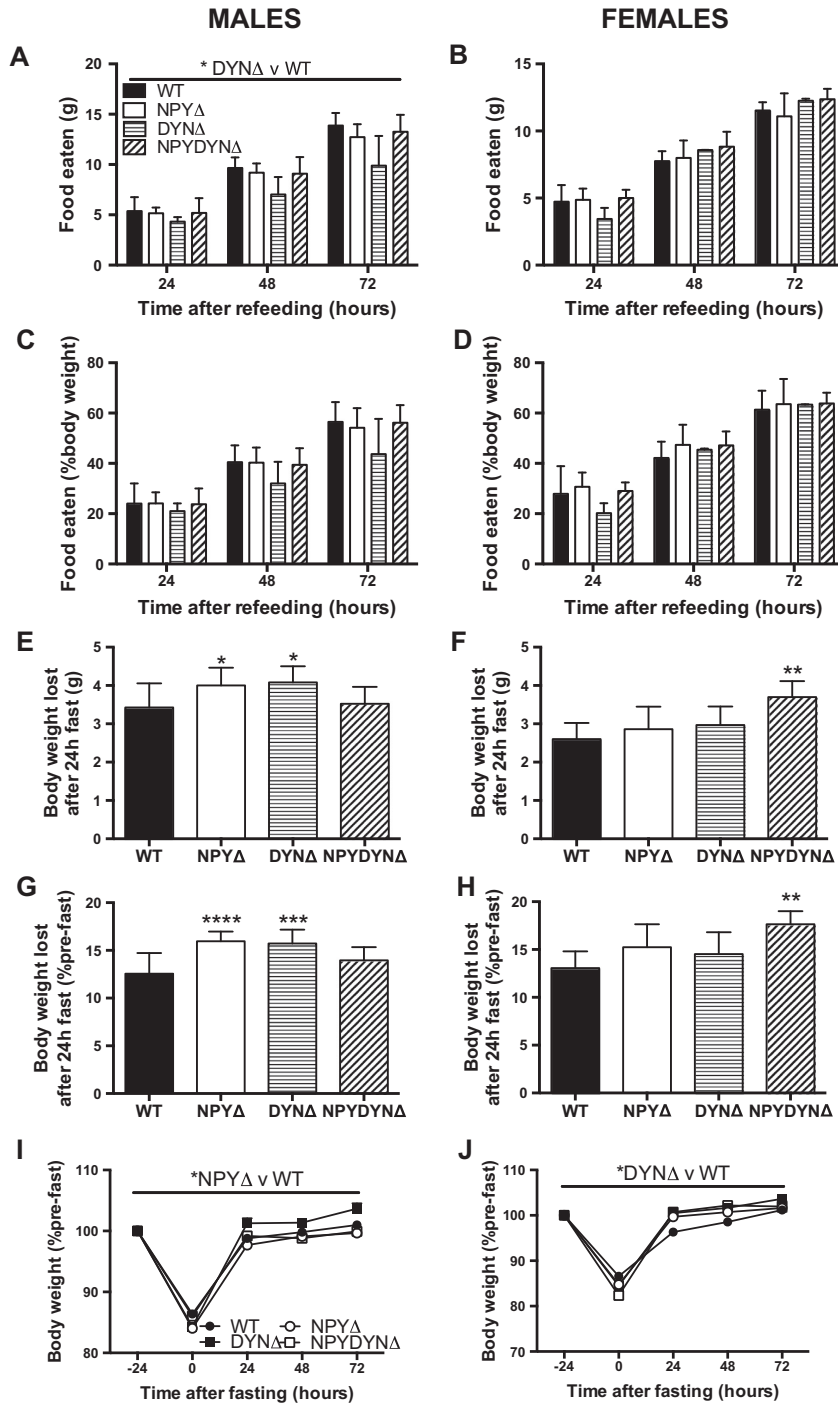 MALES
FEMALES
A
Food eaten (g)
20
15
10
5
0
* DYNΔ v WT
WT
NPYΔ
DYNΔ
NPYDYNΔ
24
48
72
Time after refeeding (hours)
B
Food eaten (g)
15
10
5
0
24
48
72
Time after refeeding (hours)
C
Food eaten (%body weight)
80
60
40
20
0
24
48
72
Time after refeeding (hours)
D
Food eaten (%body weight)
80
60
40
20
0
24
48
72
Time after refeeding (hours)
E
Body weight lost
after 24h fast (g)
5
4
3
2
1
0
*
*
WT
NPYΔ
DYNΔ
NPYDYNΔ
F
Body weight lost
after 24h fast (g)
5
4
3
2
1
0
**
WT
NPYΔ
DYNΔ
NPYDYNΔ
G
Body weight lost
after 24h fast (%pre-fast)
20
15
10
5
0
****
***
WT
NPYΔ
DYNΔ
NPYDYNΔ
H
Body weight lost
after 24h fast (%pre-fast)
20
15
10
5
0
**
WT
NPYΔ
DYNΔ
NPYDYNΔ
I
Body weight (%pre-fast)
110
100
90
80
*NPYΔ v WT
WT
NPYΔ
DYNΔ
NPYDYNΔ
-24
0
24
48
72
Time after fasting (hours)
J
Body weight (%pre-fast)
110
100
90
80
70
*DYNΔ v WT
-24
0
24
48
72
Time after fasting (hours)